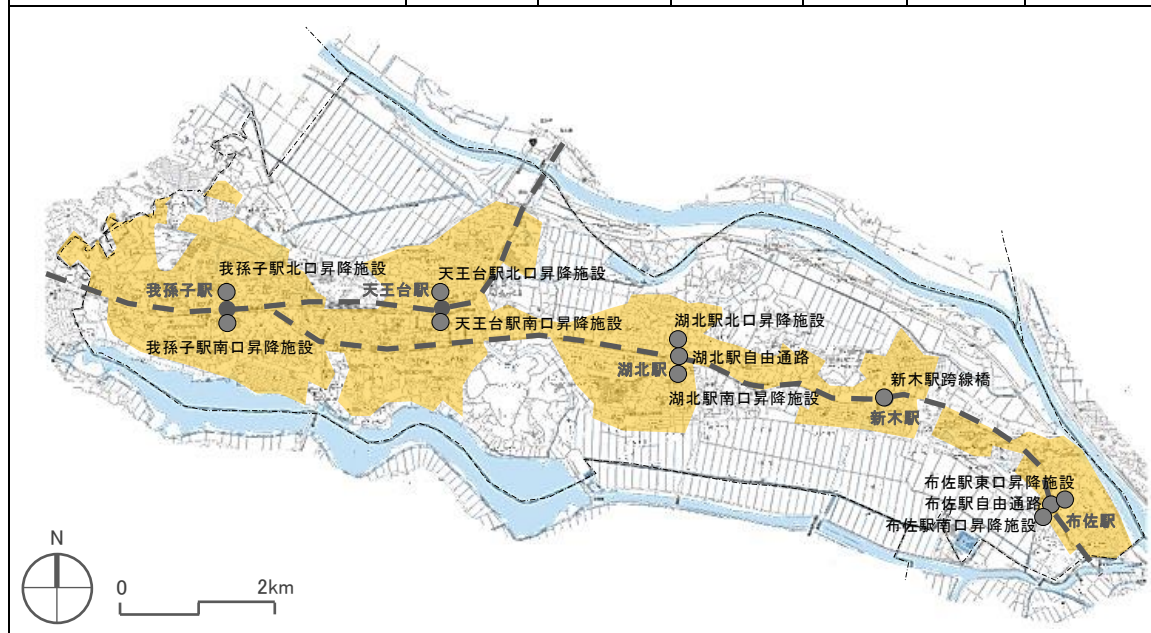 我孫子駅北口昇降施設
我孫子駅
我孫子駅南口昇降施設
天王台駅北口昇降施設
天王台駅
天王台駅南口昇降施設
湖北駅北口昇降施設
湖北駅自由通路
湖北駅
湖北駅南口昇降施設
新木駅跨線橋
新木駅
布佐駅東口昇降施設
布佐駅自由通路
布佐駅南口昇降施設
布佐駅
N
0 2km